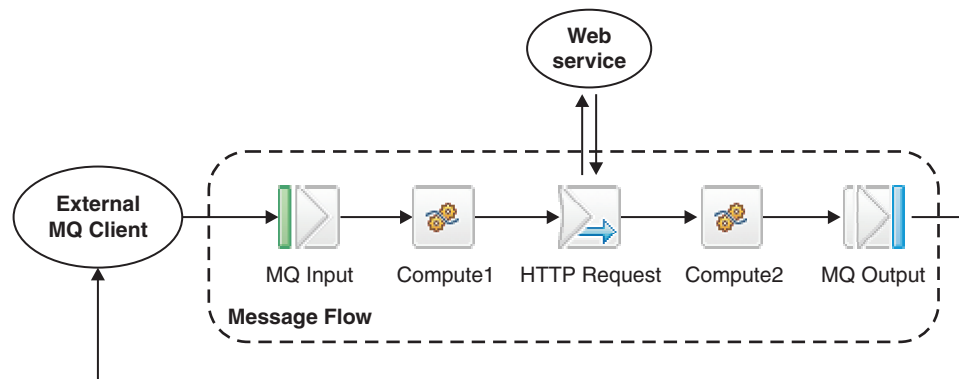 Web
service
External
MQ Client
MQ Input
Compute1
HTTP Request
Compute2
MQ Output
Message Flow